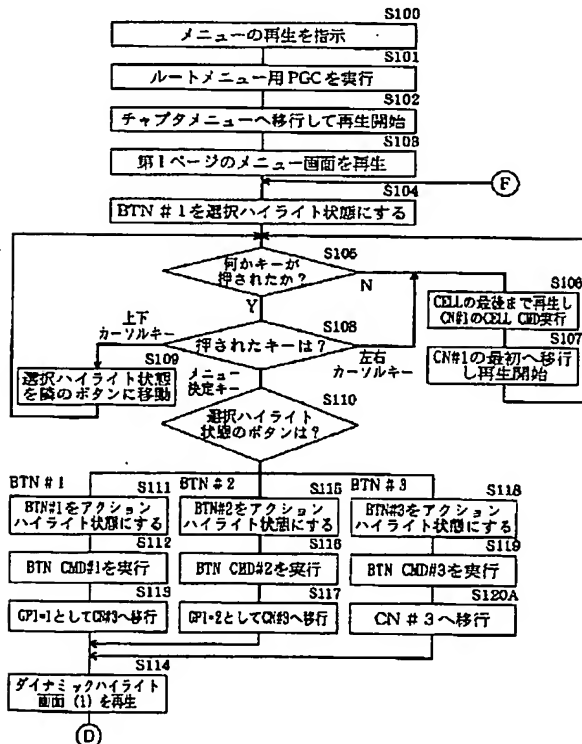 S100
メニューの再生を指示
S101
ルートメニュー用PGCを実行
S102
チャプタメニューへ移行して再生開始
S103
第1ページのメニュー画面を再生
F
S104
BTN #1を選択ハイライト状態にする
S105
何かキーが
押されたか？
N
Y
S106
CELLの最後まで再生し
CN#1のCELL CMD実行
S107
CN#1の最初へ移行
し再生開始
S108
押されたキーは？
上下
カーソルキー
左右
カーソルキー
S109
選択ハイライト状態
を隣のボタンに移動
メニュー
決定キー
S110
選択ハイライト
状態のボタンは？
BTN #1
S111
BTN#1をアクション
ハイライト状態にする
S112
BTN CMD#1を実行
S113
GP1=1としてCN#3へ移行
BTN #2
S115
BTN#2をアクション
ハイライト状態にする
S116
BTN CMD#2を実行
S117
GP1=2としてCN#3へ移行
BTN #3
S118
BTN#3をアクション
ハイライト状態にする
S119
BTN CMD#3を実行
S120A
CN #3へ移行
S114
ダイナミックハイライト
画面(1)を再生
D